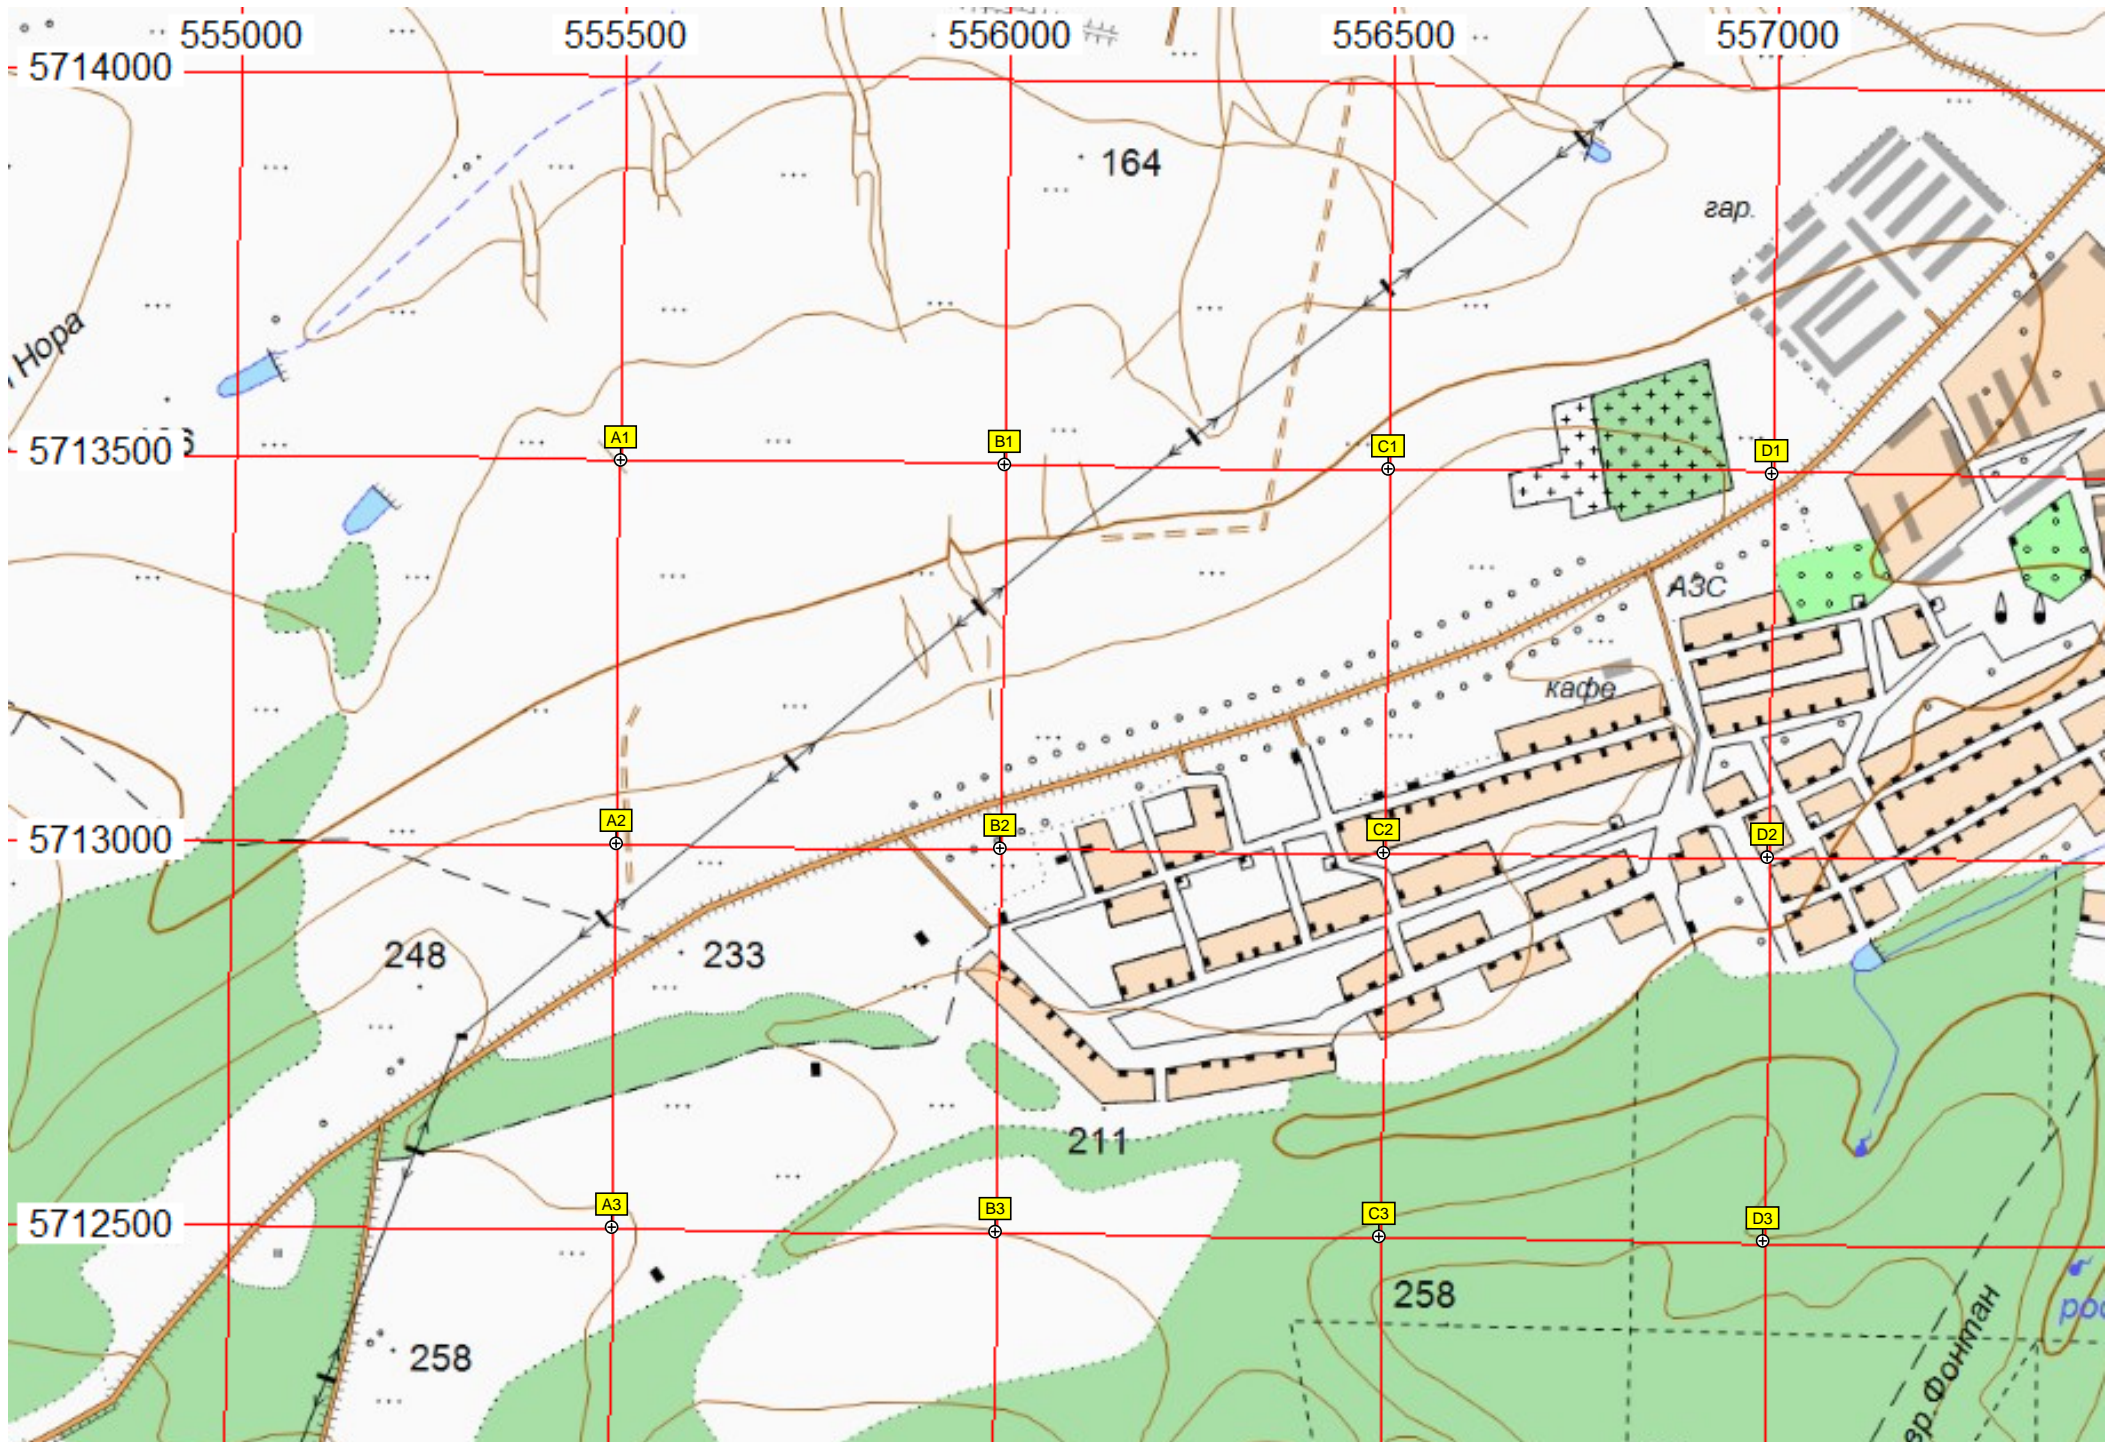 555000 555500 556000 556500 557000
5714000
164
гар.
Нора
5713500
A1 B1 C1 D1
АЗС
кафе
5713000
A2 B2 C2 D2
248 233
211
5712500
A3 B3 C3 D3
258
258
Фонтан